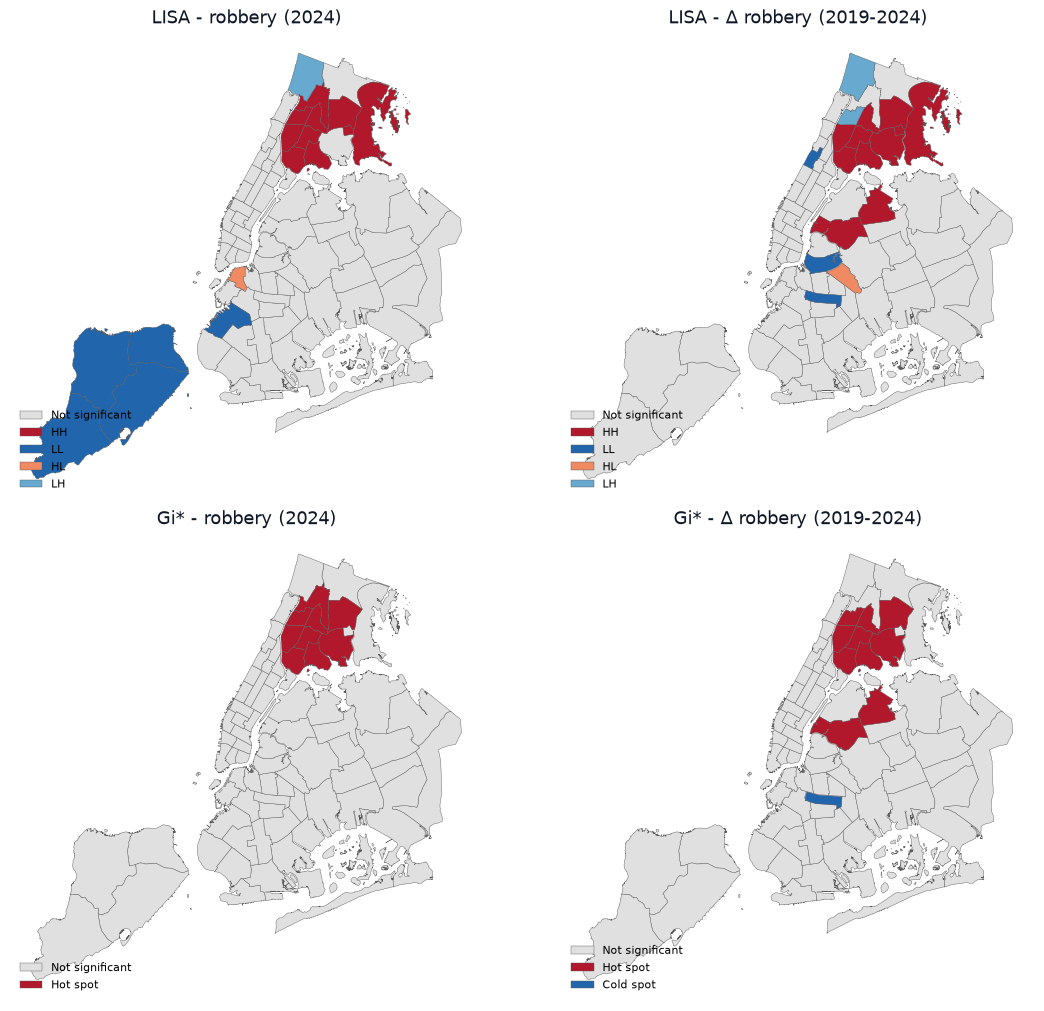 LISA - robbery (2024)
Not significant
HH
LL
HL
LH
LISA - Δ robbery (2019-2024)
Not significant
HH
LL
HL
LH
Gi* - robbery (2024)
Not significant
Hot spot
Gi* - Δ robbery (2019-2024)
Not significant
Hot spot
Cold spot